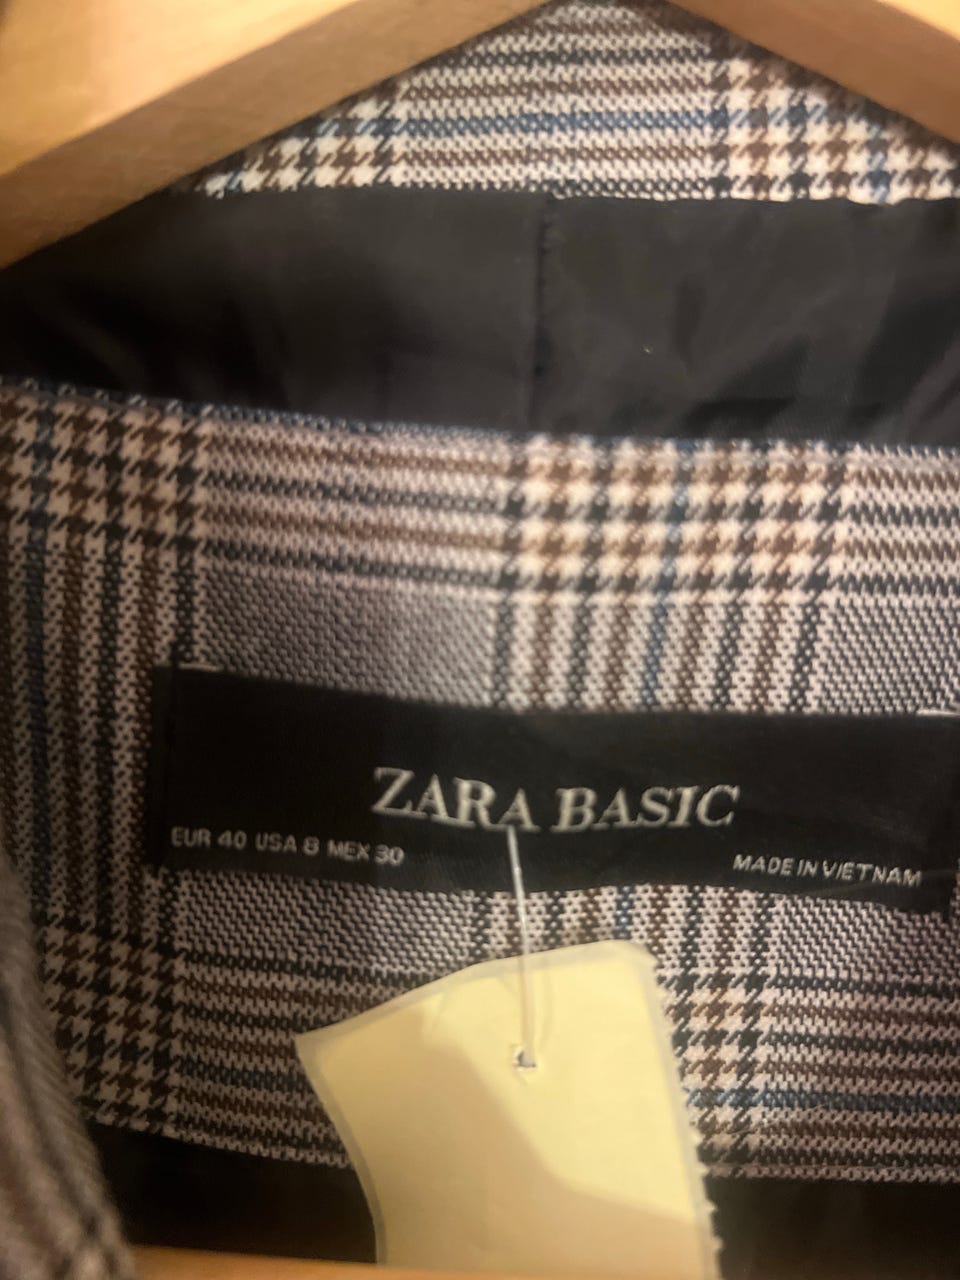 ZARA BASIC
EUR 40 USA 8 MEX 30
MADE IN VIETNAM